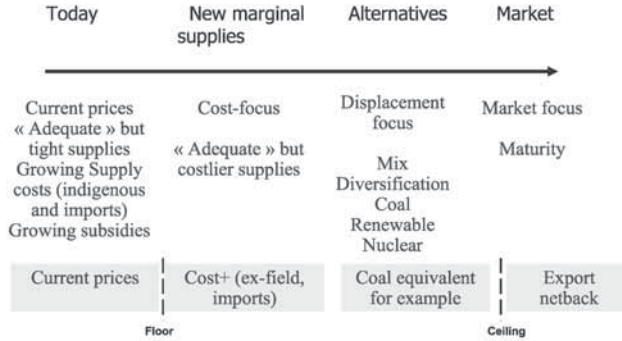 Today
New marginal
supplies
Alternatives
Market
Current prices
« Adequate » but
tight supplies
Growing Supply
costs (indigenous
and imports)
Growing subsidies
Cost-focus
« Adequate » but
costlier supplies
Displacement
focus
Mix
Diversification
Coal
Renewable
Nuclear
Market focus
Maturity
Current prices
Cost+ (ex-field,
imports)
Coal equivalent
for example
Export
netback
Floor
Ceiling